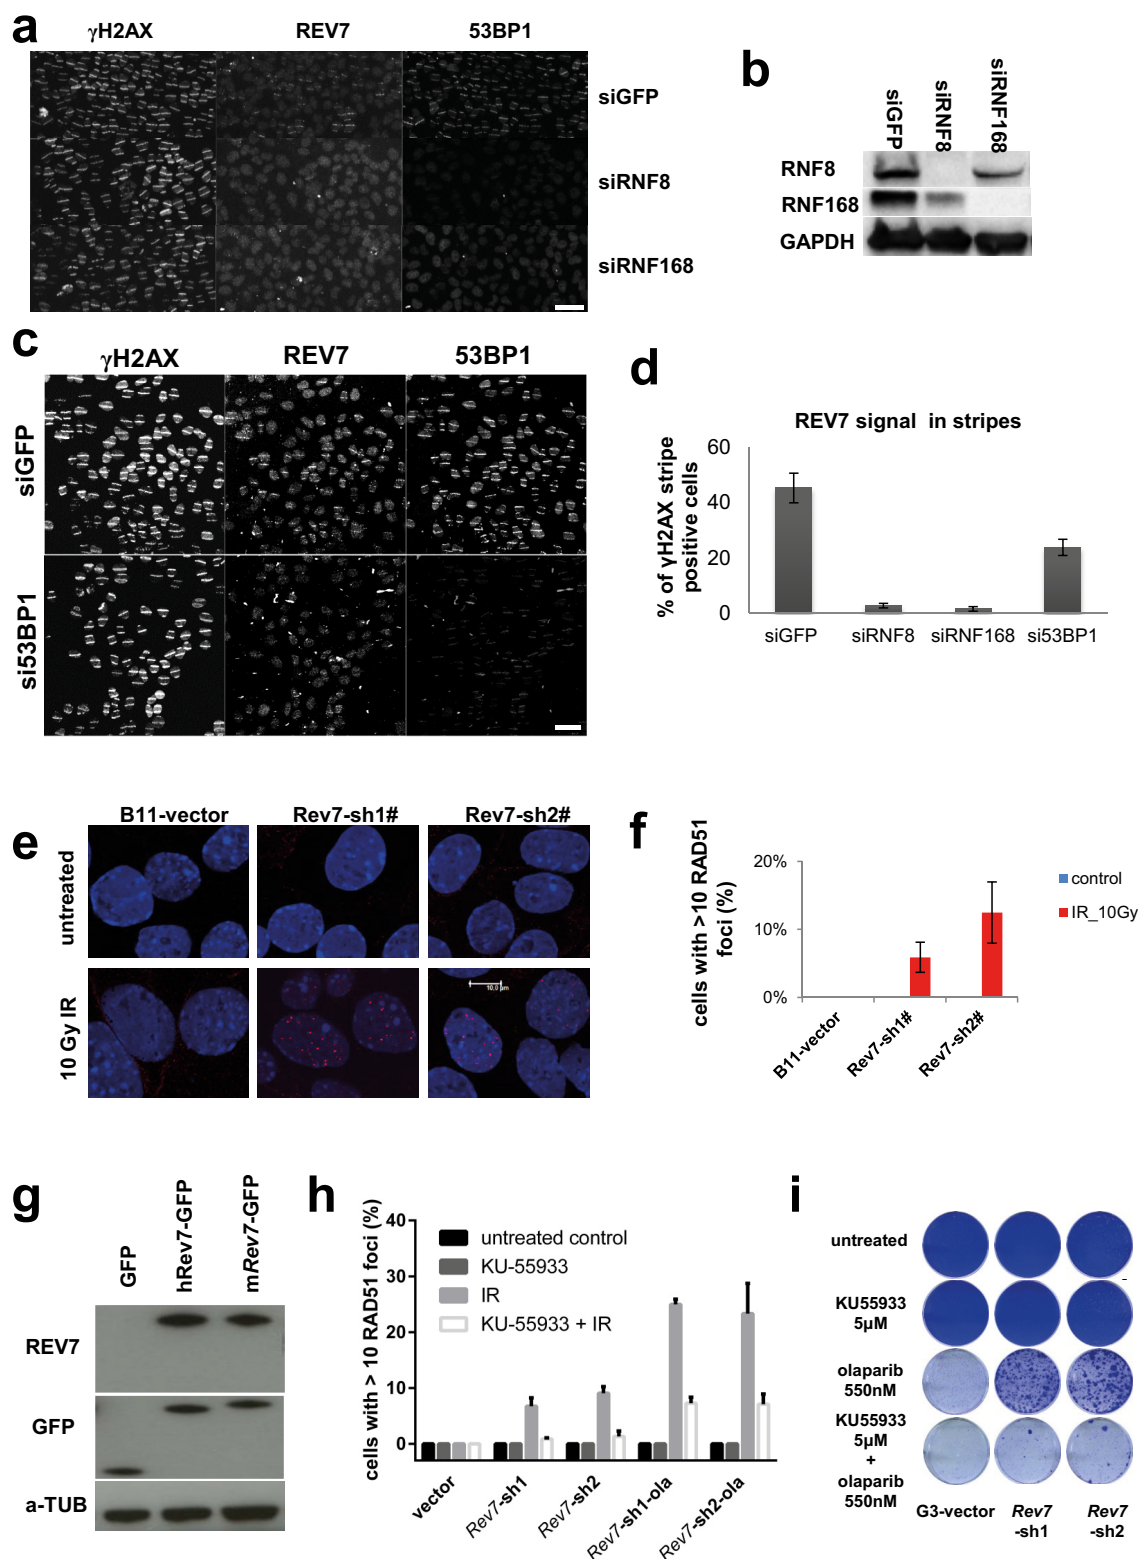 a
γH2AX REV7 53BP1
siGFP
siRNF8
siRNF168
b
siGFP siRNF8 siRNF168
RNF8
RNF168
GAPDH
c
γH2AX REV7 53BP1
siGFP
si53BP1
d
REV7 signal in stripes
% of γH2AX stripe
positive cells
60
40
20
0
siGFP siRNF8 siRNF168 si53BP1
e
B11-vector Rev7-sh1# Rev7-sh2#
untreated
10 Gy IR
10,0 µm
f
cells with >10 RAD51
foci (%)
20%
10%
0%
control
IR_10Gy
B11-vector Rev7-sh1# Rev7-sh2#
g
GFP hRev7-GFP mRev7-GFP
REV7
GFP
a-TUB
h
cells with > 10 RAD51 foci (%)
40
30
20
10
0
untreated control
KU-55933
IR
KU-55933 + IR
vector Rev7-sh1 Rev7-sh2 Rev7-sh1-ola Rev7-sh2-ola
i
untreated
KU55933
5µM
olaparib
550nM
KU55933
5µM
+
olaparib
550nM
G3-vector Rev7 Rev7
-sh1 -sh2